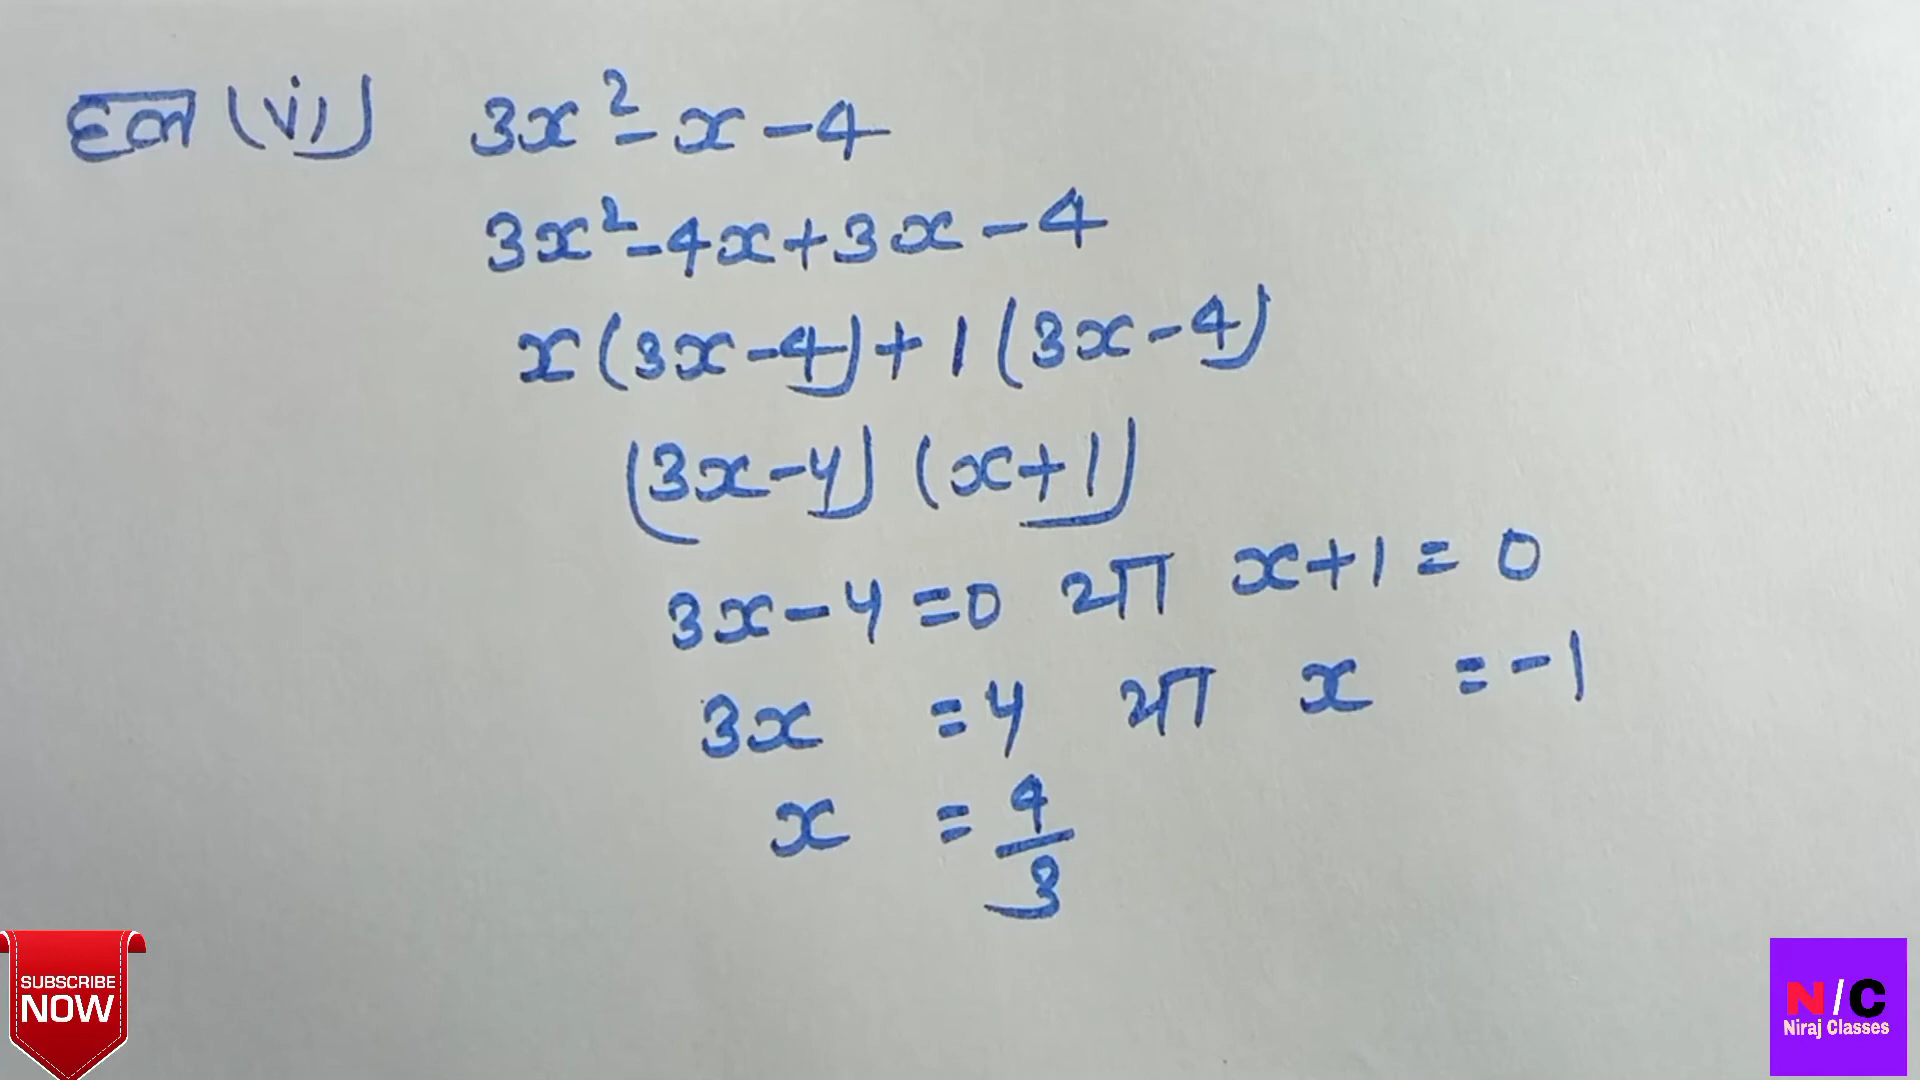 हल (vi) 3x² - x - 4
3x² - 4x + 3x - 4
x(3x - 4) + 1(3x - 4)
(3x - 4) (x + 1)
3x - 4 = 0 या x + 1 = 0
3x = 4 या x = -1
x = 4/3
SUBSCRIBE
NOW
N/C
Niraj Classes